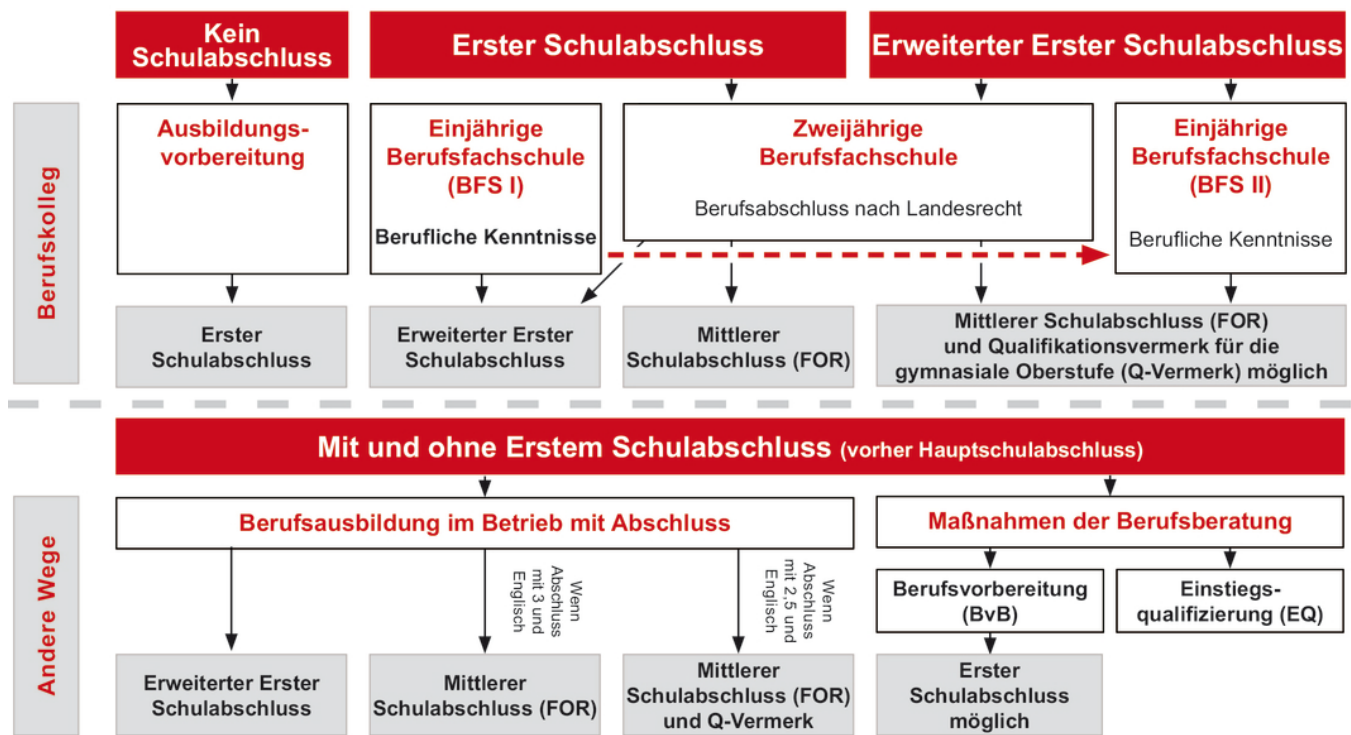 Kein
Schulabschluss
Erster Schulabschluss
Erweiterter Erster Schulabschluss
Berufskolleg
Ausbildungs-
vorbereitung
Einjährige
Berufsfachschule
(BFS I)
Berufliche Kenntnisse
Zweijährige
Berufsfachschule
Berufsabschluss nach Landesrecht
Einjährige
Berufsfachschule
(BFS II)
Berufliche Kenntnisse
Erster
Schulabschluss
Erweiterter Erster
Schulabschluss
Mittlerer
Schulabschluss (FOR)
Mittlerer Schulabschluss (FOR)
und Qualifikationsvermerk für die
gymnasiale Oberstufe (Q-Vermerk) möglich
Mit und ohne Erstem Schulabschluss (vorher Hauptschulabschluss)
Andere Wege
Berufsausbildung im Betrieb mit Abschluss
Maßnahmen der Berufsberatung
Wenn
Abschluss
mit 3 und
Englisch
Wenn
Abschluss
mit 2,5 und
Englisch
Berufsvorbereitung
(BvB)
Einstiegs-
qualifizierung (EQ)
Erweiterter Erster
Schulabschluss
Mittlerer
Schulabschluss (FOR)
Mittlerer
Schulabschluss (FOR)
und Q-Vermerk
Erster
Schulabschluss
möglich